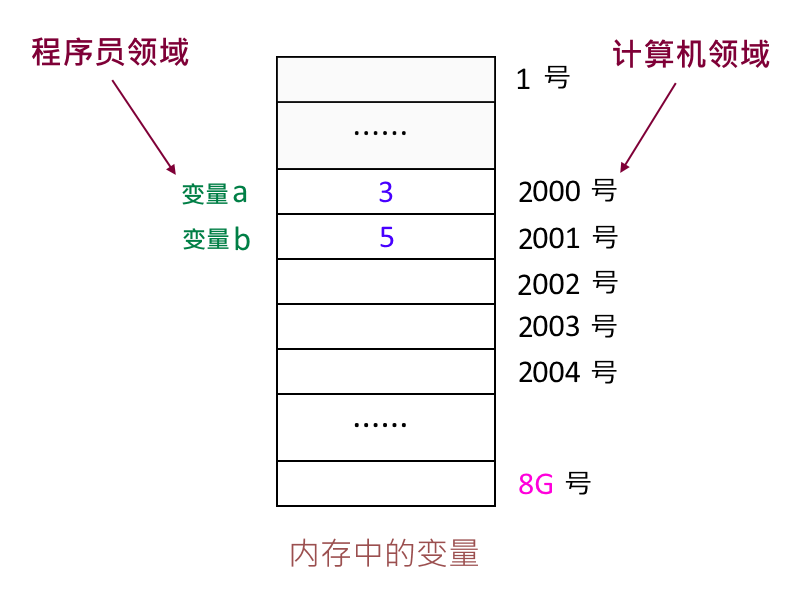 程序员领域
计算机领域
1 号
······
变量a
3
2000 号
变量b
5
2001 号
2002 号
2003 号
2004 号
······
8G 号
内存中的变量